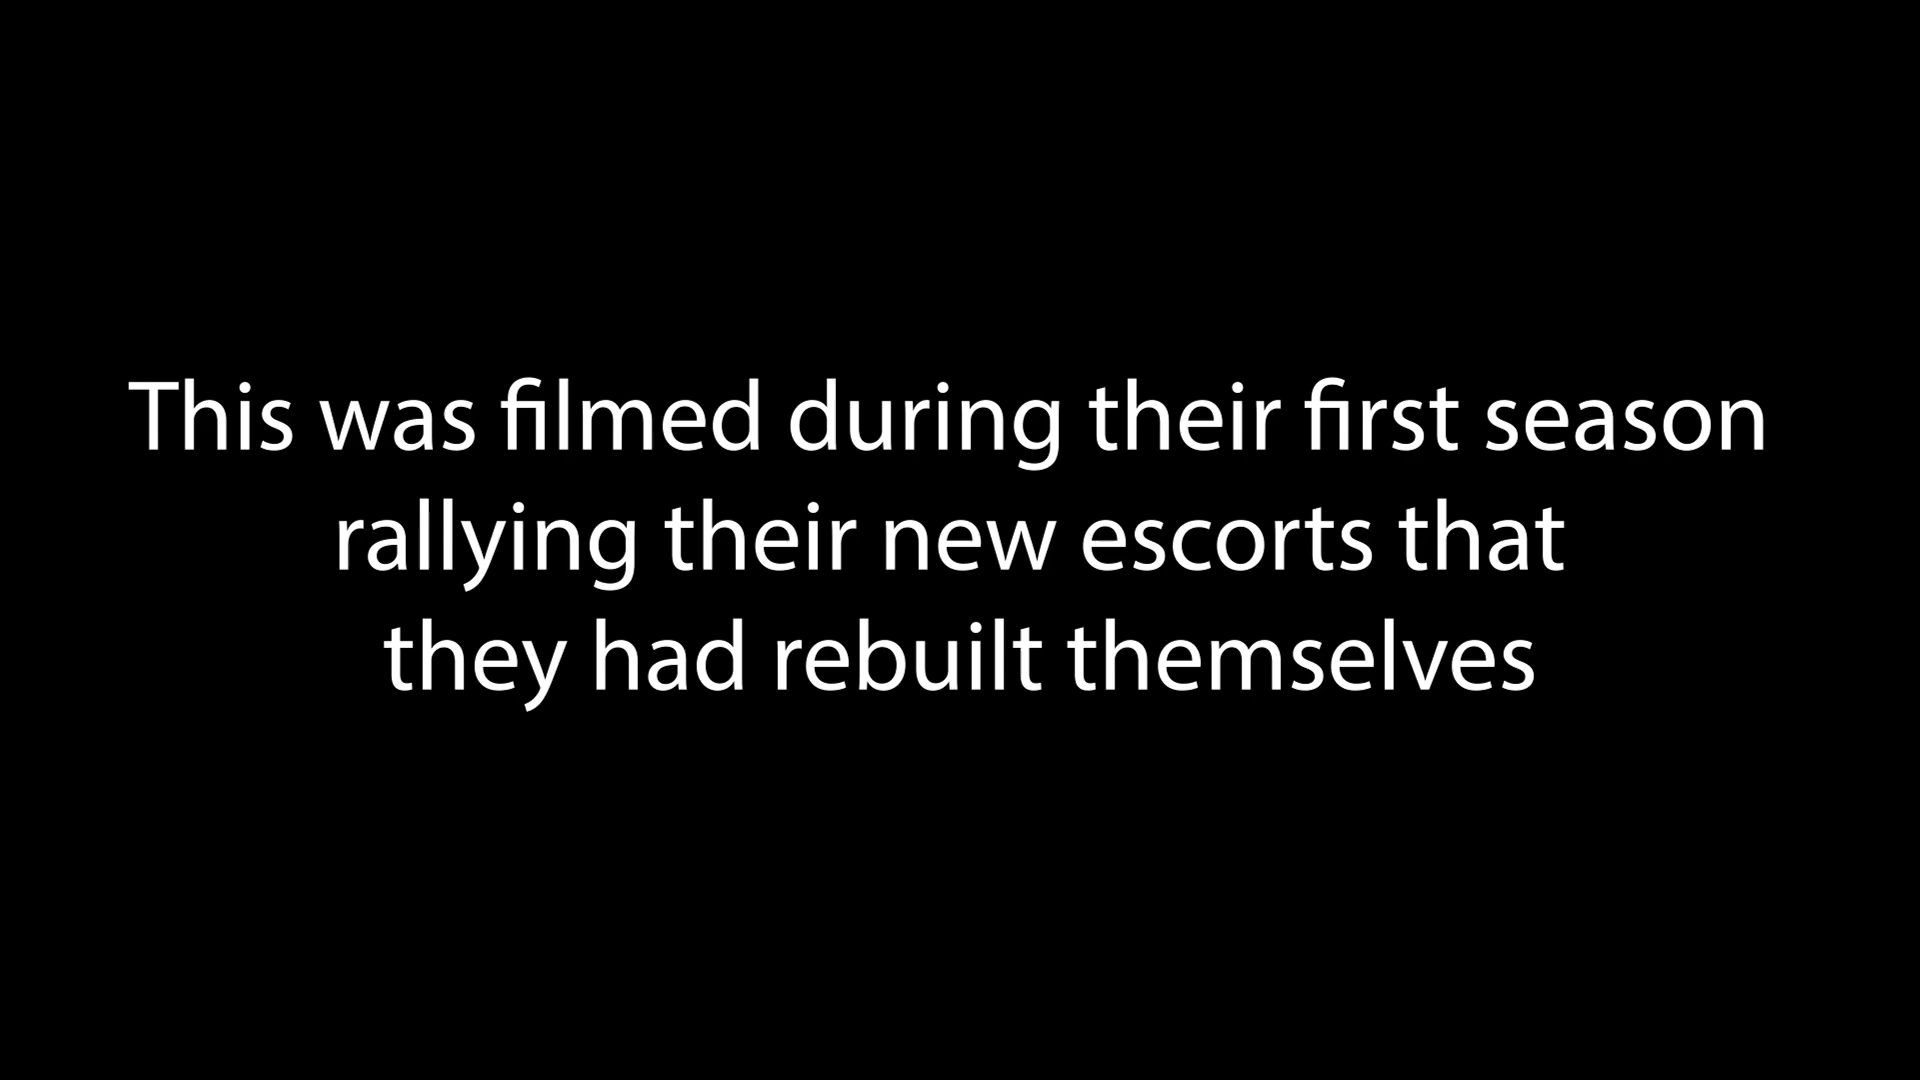 This was filmed during their first season
rallying their new escorts that
they had rebuilt themselves